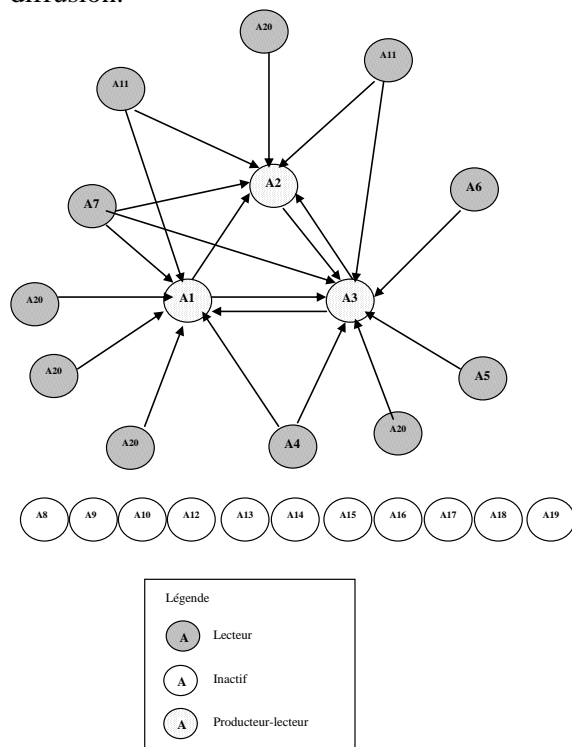 diffusion.
A20
A11
A11
A2
A6
A7
A1
A3
A20
A20
A5
A20
A4
A20
A8 A9 A10 A12 A13 A14 A15 A16 A17 A18 A19
Légende
A Lecteur
A Inactif
A Producteur-lecteur